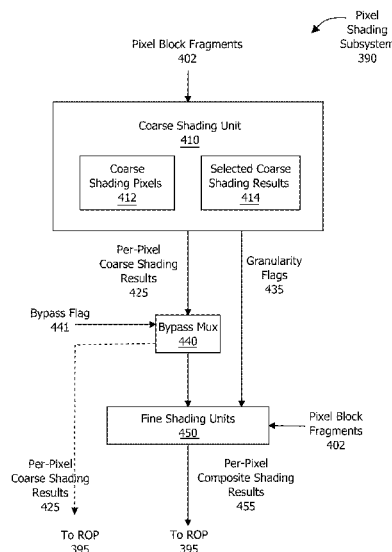 Pixel
Shading
Subsystem
390
Pixel Block Fragments
402
Coarse Shading Unit
410
Coarse
Shading Pixels
412
Selected Coarse
Shading Results
414
Per-Pixel
Coarse Shading
Results
425
Granularity
Flags
435
Bypass Flag
441
Bypass Mux
440
Fine Shading Units
450
Pixel Block
Fragments
402
Per-Pixel
Coarse Shading
Results
425
Per-Pixel
Composite Shading
Results
455
To ROP
395
To ROP
395